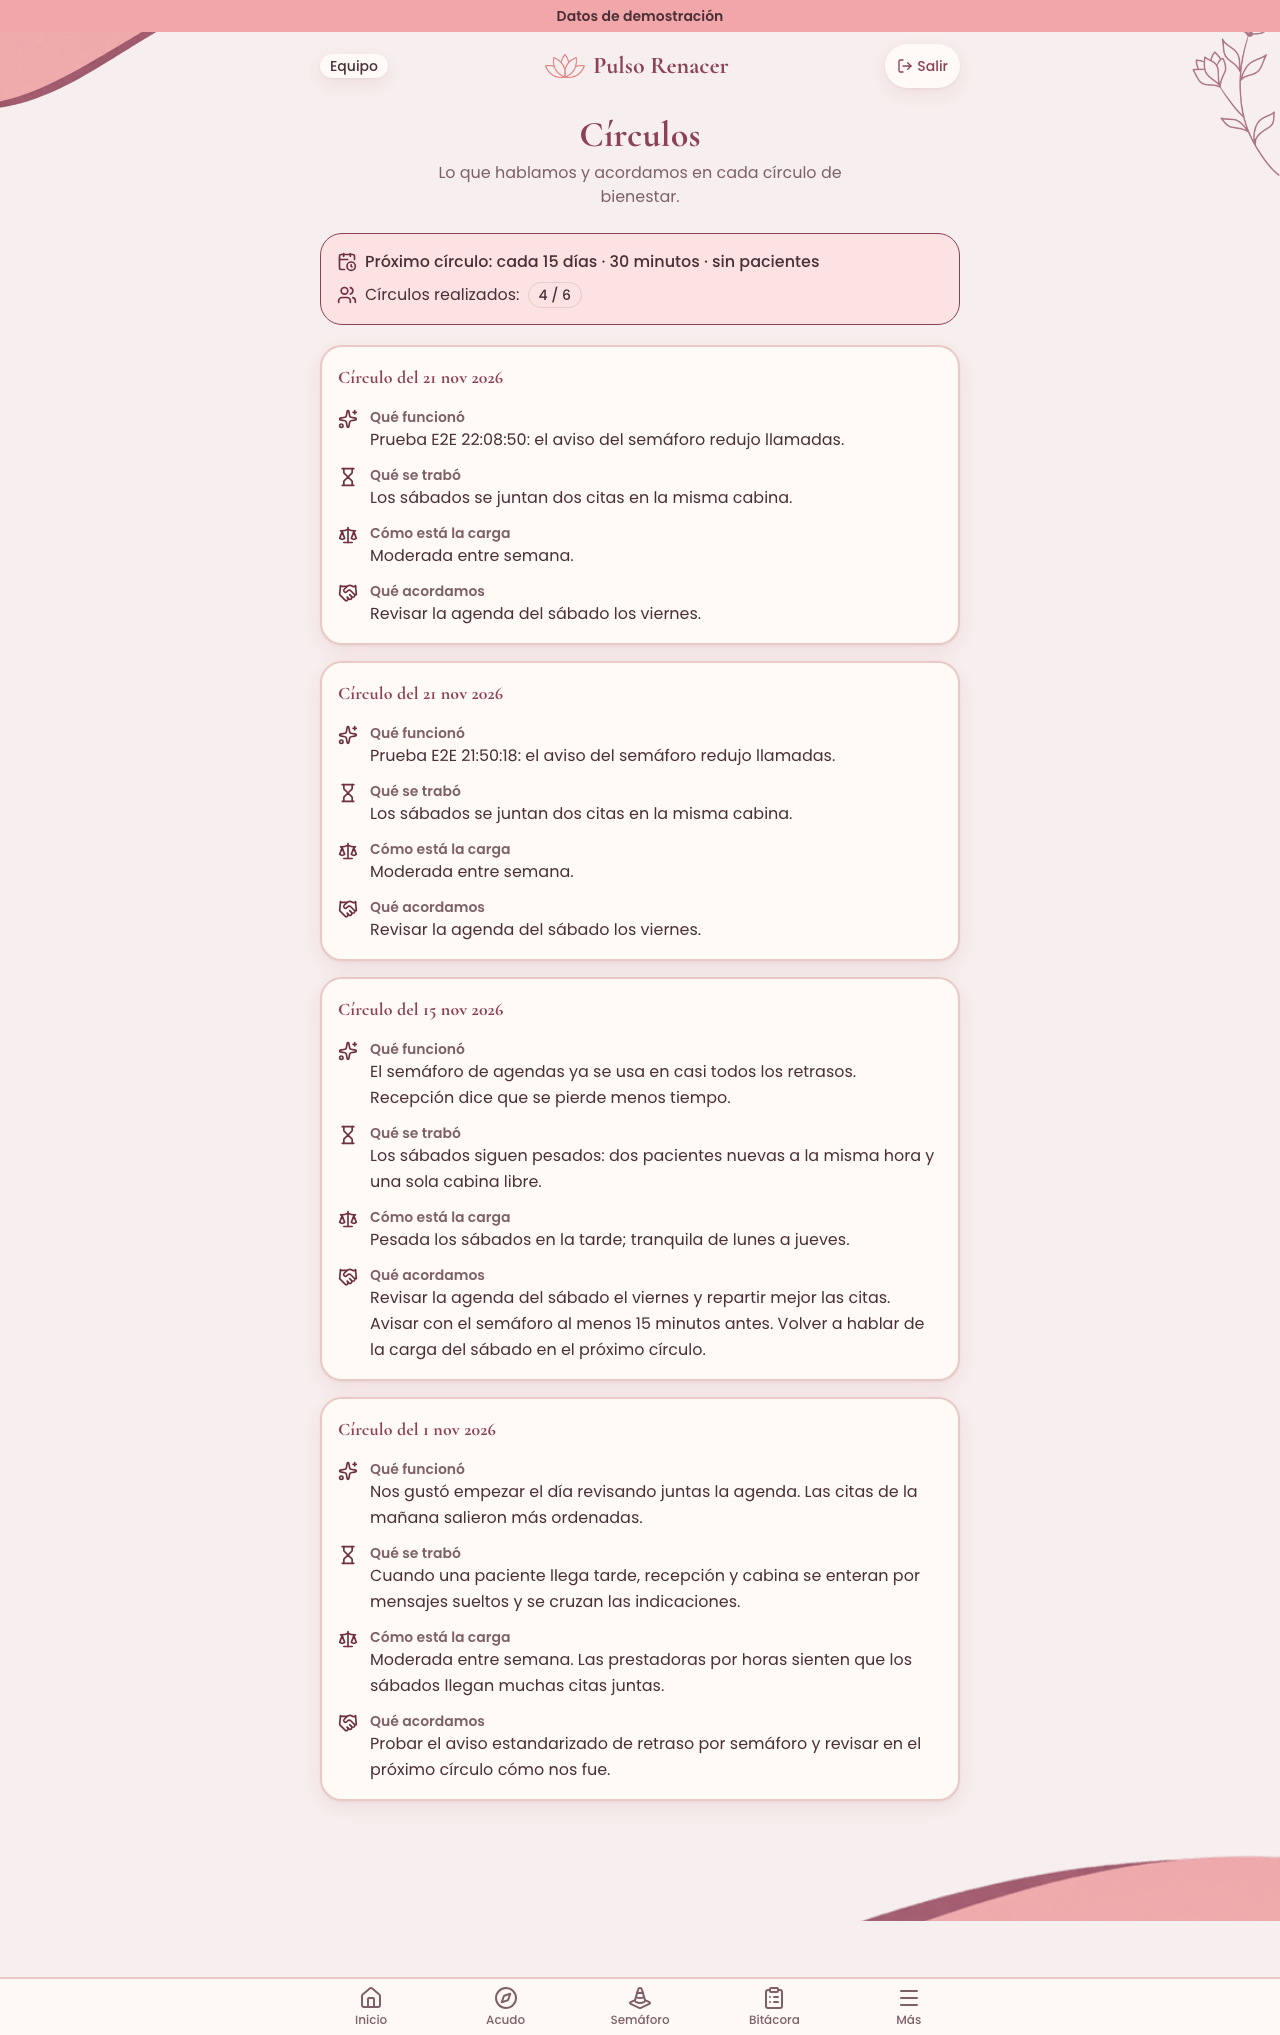 Datos de demostración
Equipo
Pulso Renacer
Salir
Círculos
Lo que hablamos y acordamos en cada círculo de
bienestar.
Próximo círculo: cada 15 días · 30 minutos · sin pacientes
Círculos realizados: 4 / 6
Círculo del 21 nov 2026
Qué funcionó
Prueba E2E 22:08:50: el aviso del semáforo redujo llamadas.
Qué se trabó
Los sábados se juntan dos citas en la misma cabina.
Cómo está la carga
Moderada entre semana.
Qué acordamos
Revisar la agenda del sábado los viernes.
Círculo del 21 nov 2026
Qué funcionó
Prueba E2E 21:50:18: el aviso del semáforo redujo llamadas.
Qué se trabó
Los sábados se juntan dos citas en la misma cabina.
Cómo está la carga
Moderada entre semana.
Qué acordamos
Revisar la agenda del sábado los viernes.
Círculo del 15 nov 2026
Qué funcionó
El semáforo de agendas ya se usa en casi todos los retrasos.
Recepción dice que se pierde menos tiempo.
Qué se trabó
Los sábados siguen pesados: dos pacientes nuevas a la misma hora y
una sola cabina libre.
Cómo está la carga
Pesada los sábados en la tarde; tranquila de lunes a jueves.
Qué acordamos
Revisar la agenda del sábado el viernes y repartir mejor las citas.
Avisar con el semáforo al menos 15 minutos antes. Volver a hablar de
la carga del sábado en el próximo círculo.
Círculo del 1 nov 2026
Qué funcionó
Nos gustó empezar el día revisando juntas la agenda. Las citas de la
mañana salieron más ordenadas.
Qué se trabó
Cuando una paciente llega tarde, recepción y cabina se enteran por
mensajes sueltos y se cruzan las indicaciones.
Cómo está la carga
Moderada entre semana. Las prestadoras por horas sienten que los
sábados llegan muchas citas juntas.
Qué acordamos
Probar el aviso estandarizado de retraso por semáforo y revisar en el
próximo círculo cómo nos fue.
Inicio
Acudo
Semáforo
Bitácora
Más